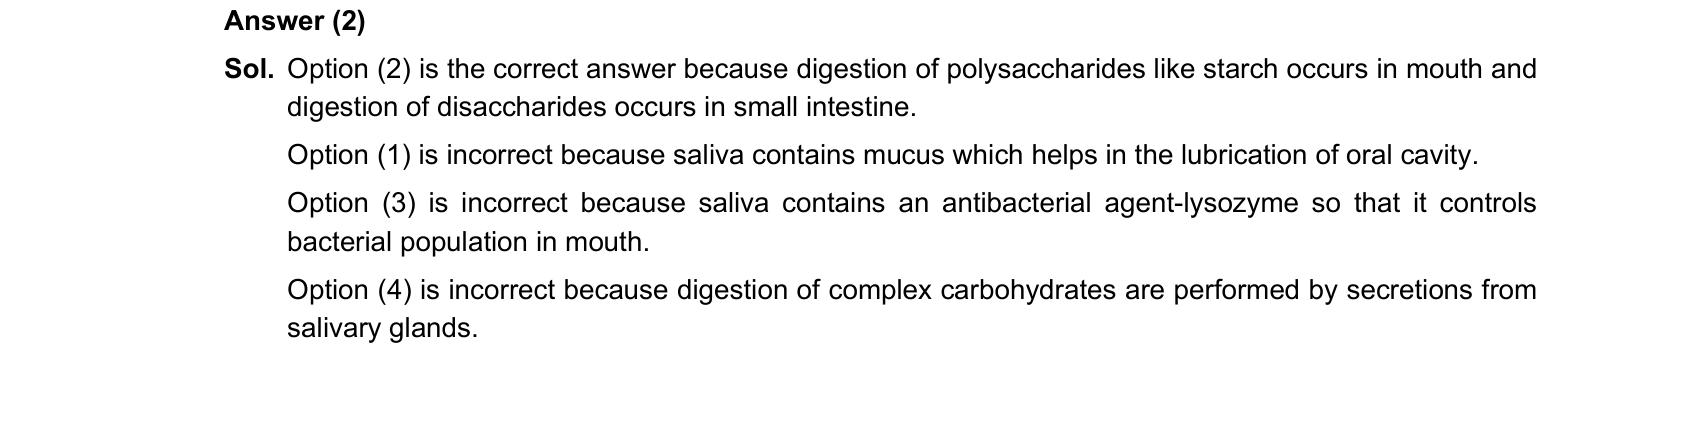 Answer (2)
Sol. Option (2) is the correct answer because digestion of polysaccharides like starch occurs in mouth and
digestion of disaccharides occurs in small intestine.
Option (1) is incorrect because saliva contains mucus which helps in the lubrication of oral cavity.
Option (3) is incorrect because saliva contains an antibacterial agent-lysozyme so that it controls
bacterial population in mouth.
Option (4) is incorrect because digestion of complex carbohydrates are performed by secretions from
salivary glands.